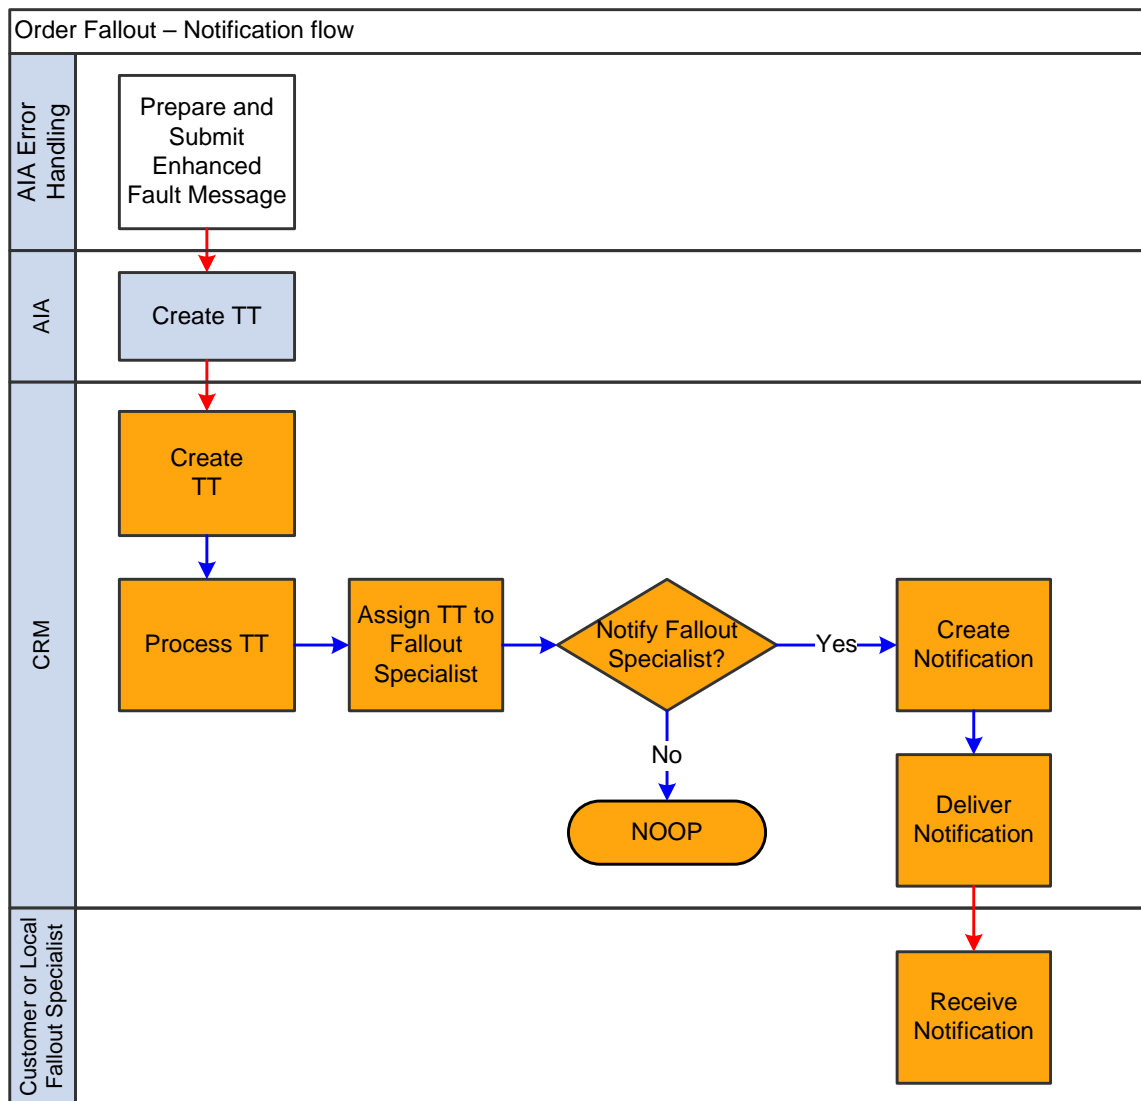 Order Fallout – Notification flow
AIA Error
Handling
Prepare and
Submit
Enhanced
Fault Message
AIA
Create TT
CRM
Create
TT
Process TT
Assign TT to
Fallout
Specialist
Notify Fallout
Specialist?
Yes
Create
Notification
No
NOOP
Deliver
Notification
Customer or Local
Fallout Specialist
Receive
Notification